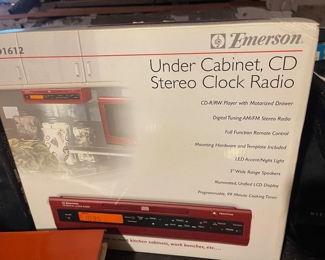 1612
Emerson.
Under Cabinet, CD
Stereo Clock Radio
CD-R/RW Player with Motorized Drawer
Digital Tuning AM/FM Stereo Radio
Full Function Remote Control
Mounting Hardware and Template Included
LED Accent/Night Light
3" Wide Range Speakers
Illuminated, Unified LCD Display
Programmable, 99 Minute Cooking Timer
Emerson
kitchen cabinets, work benches, etc....